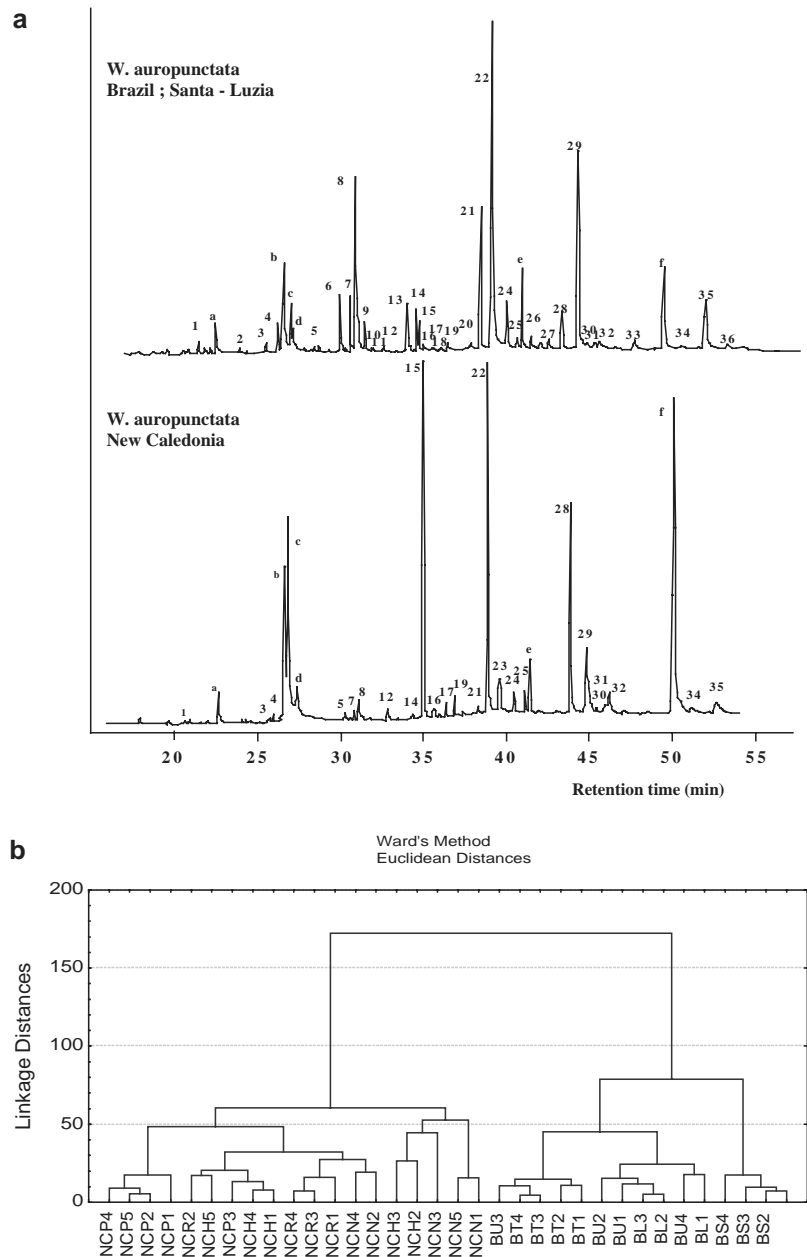 a
W. auropunctata
Brazil ; Santa - Luzia
1 a 2 3 4 b c d 5 6 7 8 9 10 11 12 13 14 15 16 17 18 19 20 21 22 24 25 e 26 27 28 29 30 31 32 33 f 34 35 36
W. auropunctata
New Caledonia
1 a 3 4 b c d 5 7 8 12 14 15 16 17 19 21 22 23 24 25 e 28 29 30 31 32 f 34 35
20 25 30 35 40 45 50 55
Retention time (min)
b
Ward's Method
Euclidean Distances
Linkage Distances
200
150
100
50
0
NCP4 NCP5 NCP2 NCP1 NCR2 NCH5 NCP3 NCH4 NCH1 NCR4 NCR3 NCR1 NCN4 NCN2 NCH3 NCH2 NCN3 NCN5 NCN1 BU3 BT4 BT3 BT2 BT1 BU2 BU1 BL3 BL2 BU4 BL1 BS4 BS3 BS2